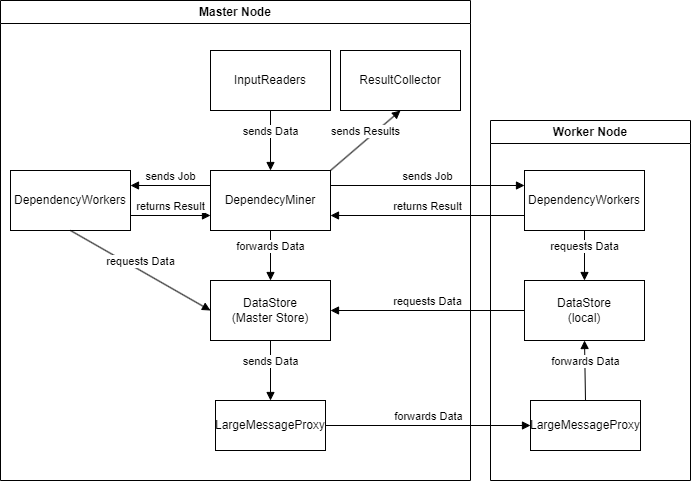 Master Node
InputReaders
ResultCollector
sends Data
sends Results
Worker Node
sends Job
sends Job
DependencyWorkers
DependecyMiner
DependencyWorkers
returns Result
returns Result
requests Data
forwards Data
requests Data
DataStore
(Master Store)
requests Data
DataStore
(local)
sends Data
forwards Data
LargeMessageProxy
forwards Data
LargeMessageProxy